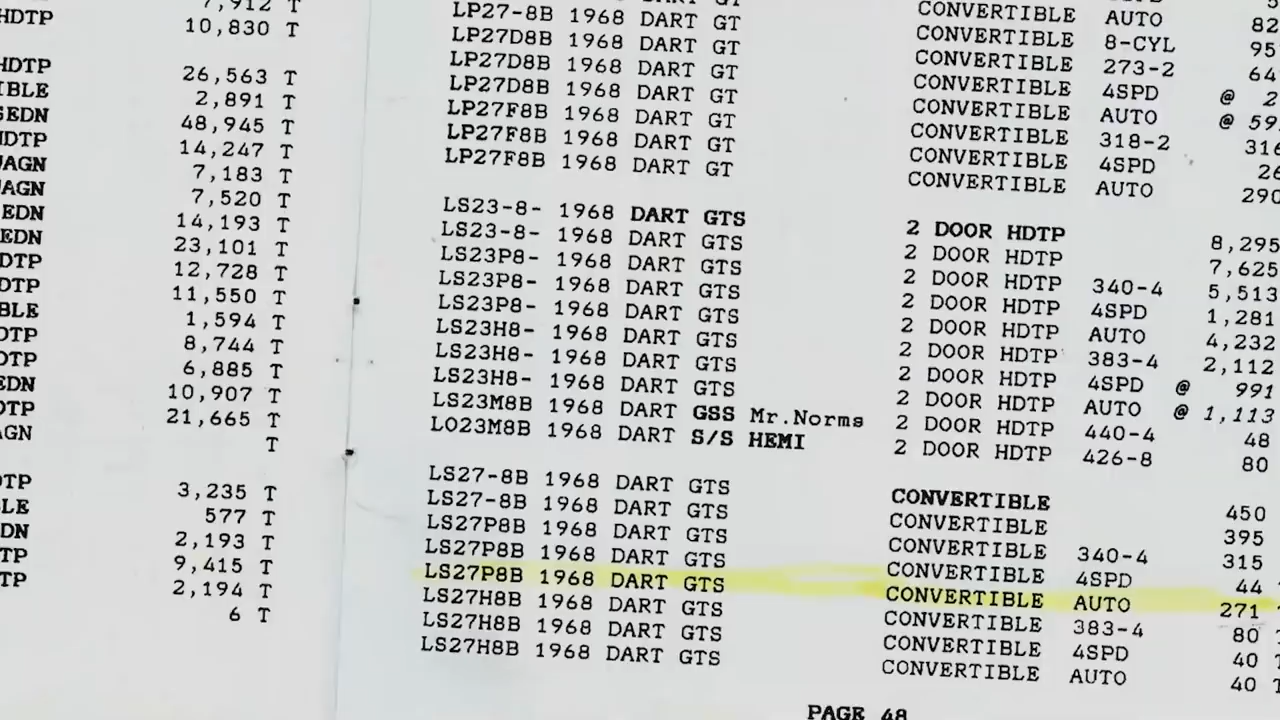 7,912 T
HDTP 10,830 T
HDTP 26,563 T
IBLE 2,891 T
SEDN 48,945 T
HDTP 14,247 T
WAGN 7,183 T
WAGN 7,520 T
EDN 14,193 T
EDN 23,101 T
DTP 12,728 T
DTP 11,550 T
BLE 1,594 T
DTP 8,744 T
DTP 6,885 T
EDN 10,907 T
DTP 21,665 T
AGN T
DTP 3,235 T
LE 577 T
DN 2,193 T
TP 9,415 T
TP 2,194 T
6 T
CONVERTIBLE AUTO 82
LP27-8B 1968 DART GT CONVERTIBLE 8-CYL 95
LP27D8B 1968 DART GT CONVERTIBLE 273-2 64
LP27D8B 1968 DART GT CONVERTIBLE 4SPD @ 2
LP27D8B 1968 DART GT CONVERTIBLE AUTO @ 59
LP27F8B 1968 DART GT CONVERTIBLE 318-2 316
LP27F8B 1968 DART GT CONVERTIBLE 4SPD 26
LP27F8B 1968 DART GT CONVERTIBLE AUTO 290
LS23-8- 1968 DART GTS 2 DOOR HDTP 8,295
LS23-8- 1968 DART GTS 2 DOOR HDTP 7,625
LS23P8- 1968 DART GTS 2 DOOR HDTP 340-4 5,513
LS23P8- 1968 DART GTS 2 DOOR HDTP 4SPD 1,281
LS23P8- 1968 DART GTS 2 DOOR HDTP AUTO 4,232
LS23H8- 1968 DART GTS 2 DOOR HDTP 383-4 2,112
LS23H8- 1968 DART GTS 2 DOOR HDTP 4SPD @ 991
LS23H8- 1968 DART GTS 2 DOOR HDTP AUTO @ 1,113
LS23M8B 1968 DART GSS Mr.Norms 2 DOOR HDTP 440-4 48
LO23M8B 1968 DART S/S HEMI 2 DOOR HDTP 426-8 80
LS27-8B 1968 DART GTS CONVERTIBLE 450
LS27-8B 1968 DART GTS CONVERTIBLE 395
LS27P8B 1968 DART GTS CONVERTIBLE 340-4 315
LS27P8B 1968 DART GTS CONVERTIBLE 4SPD 44
LS27P8B 1968 DART GTS CONVERTIBLE AUTO 271
LS27H8B 1968 DART GTS CONVERTIBLE 383-4 80 T
LS27H8B 1968 DART GTS CONVERTIBLE 4SPD 40 T
LS27H8B 1968 DART GTS CONVERTIBLE AUTO 40 T
PAGE 48